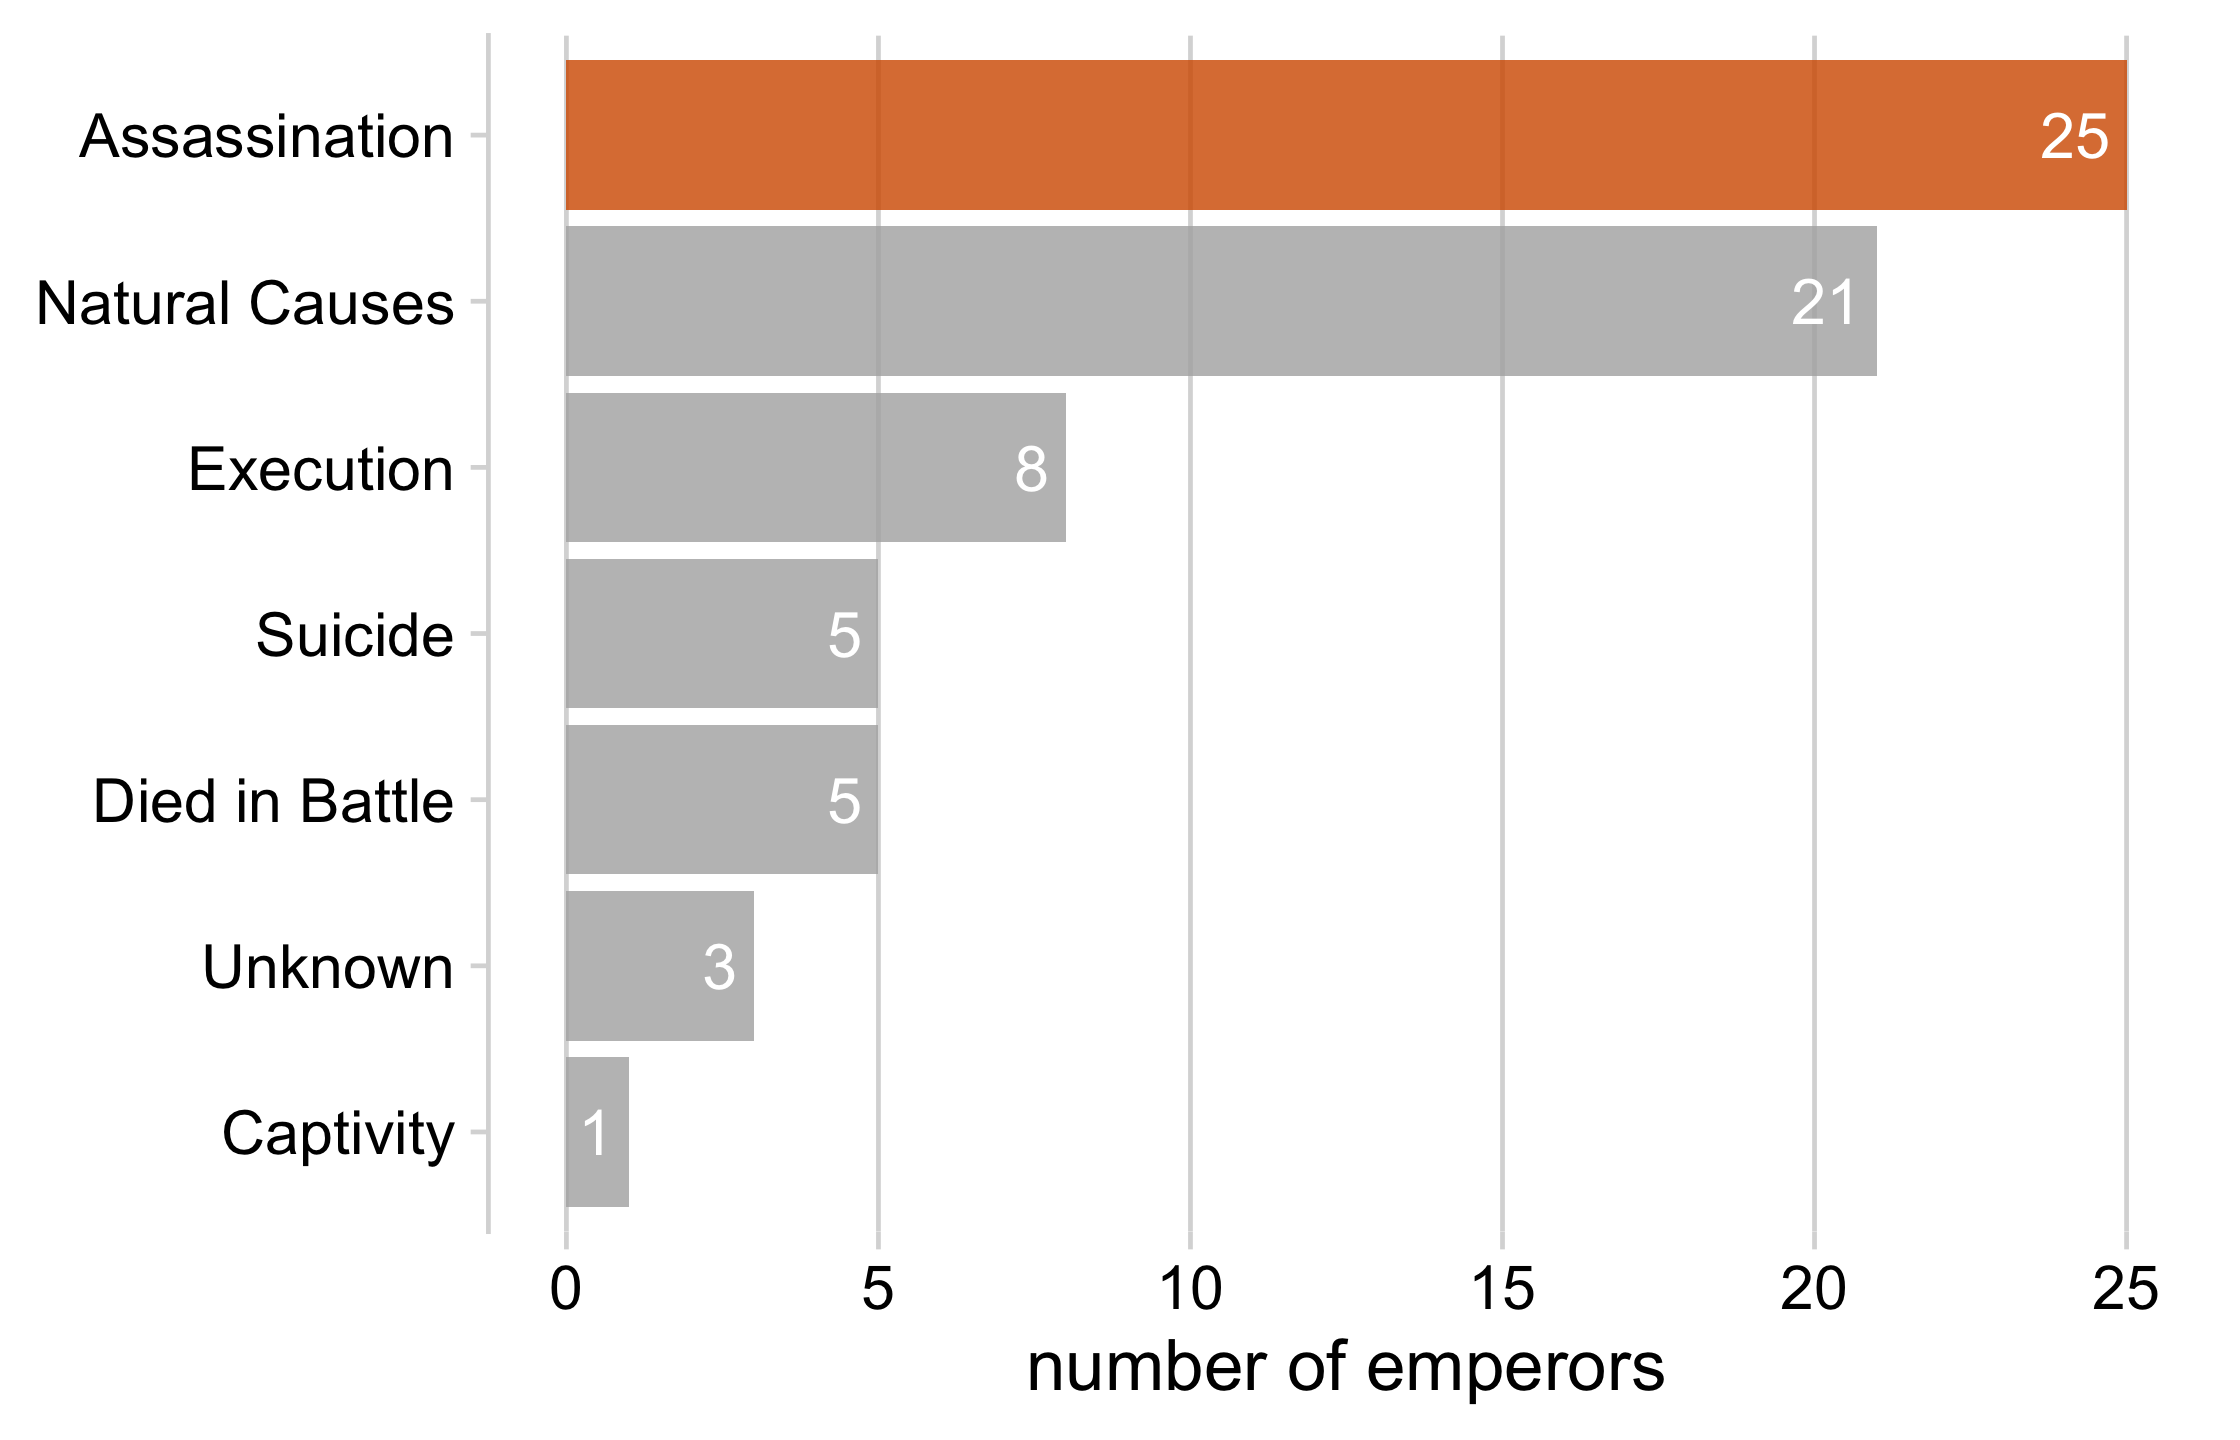 Assassination 25
Natural Causes 21
Execution 8
Suicide 5
Died in Battle 5
Unknown 3
Captivity 1
0 5 10 15 20 25
number of emperors